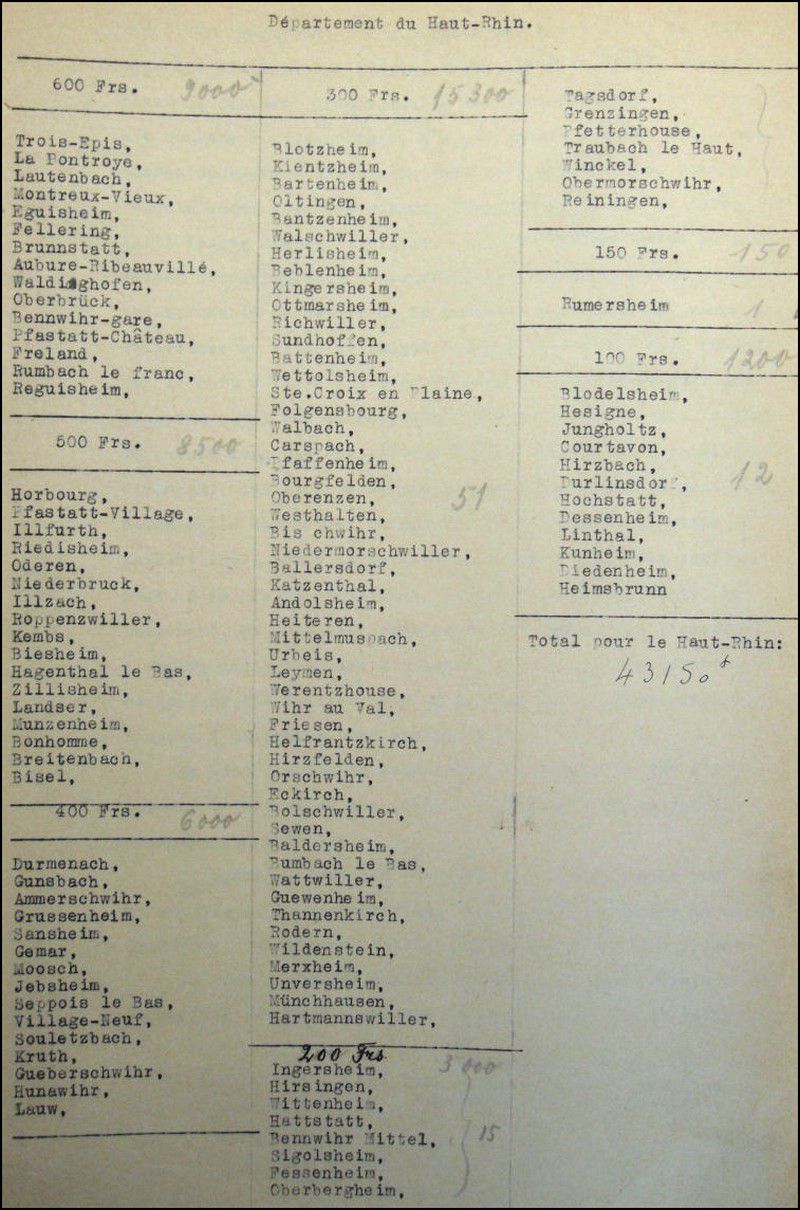 Département du Haut-Rhin.
600 Frs. 9000
Trois-Epis,
La Pontroye,
Lautenbach,
Montreux-Vieux,
Eguisheim,
Fellering,
Brunnstatt,
Aubure-Ribeauvillé,
Waldighofen,
Oberbrück,
Bennwihr-gare,
Pfastatt-Château,
Freland,
Rumbach le franc,
Reguisheim,
500 Frs. 8500
Horbourg,
Pfastatt-Village,
Illfurth,
Riedisheim,
Oderen,
Niederbruck,
Illzach,
Roppenzwiller,
Kembs,
Biesheim,
Hagenthal le Bas,
Zillisheim,
Landser,
Munzenheim,
Bonhomme,
Breitenbach,
Bisel,
400 Frs. 6000
Durmenach,
Gunsbach,
Ammerschwihr,
Grussenheim,
Sansheim,
Gemar,
Moosch,
Jebsheim,
Seppois le Bas,
Village-Neuf,
Souletzbach,
Kruth,
Gueberschwihr,
Hunawihr,
Lauw,
300 Frs. 15300
Blotzheim,
Kientzheim,
Bartenheim,
Oltingen,
Bantzenheim,
Walschwiller,
Herlisheim,
Beblenheim,
Kingersheim,
Ottmarsheim,
Richwiller,
Sundhoffen,
Battenheim,
Wettolsheim,
Ste.Croix en Plaine,
Folgensbourg,
Walbach,
Carspach,
Pfaffenheim,
Bourgfelden,
Oberenzen, 51
Westhalten,
Bischwihr,
Niedermorschwiller,
Ballersdorf,
Katzenthal,
Andolsheim,
Heiteren,
Mittelmuspach,
Urbeis,
Leymen,
Werentzhouse,
Wihr au Val,
Friesen,
Helfrantzkirch,
Hirzfelden,
Orschwihr,
Eckirch,
Bolschwiller,
Sewen,
Baldersheim,
Rumbach le Bas,
Wattwiller,
Guewenheim,
Thannenkirch,
Rodern,
Wildenstein,
Merxheim,
Unversheim,
Münchhausen,
Hartmannswiller,
200 Frs 3000
Ingersheim,
Hirsingen,
Wittenheim,
Hattstatt,
Bennwihr Mittel, 15
Sigolsheim,
Fessenheim,
Oberbergheim,
Tagsdorf,
Grenzingen,
Pfetterhouse,
Traubach le Haut,
Winckel,
Obermorschwihr,
Reiningen,
150 Frs. 150
Rumersheim 1
100 Frs. 1200
Blodelsheim,
Hesigne,
Jungholtz,
Courtavon,
Hirzbach, 12
Durlinsdorf,
Hochstatt,
Dessenheim,
Linthal,
Kunheim,
Diedenheim,
Heimsbrunn
Total pour le Haut-Rhin:
43150